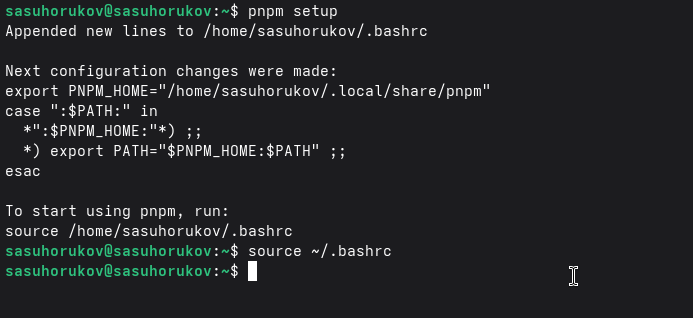 sasuhorukov@sasuhorukov:~$ pnpm setup
Appended new lines to /home/sasuhorukov/.bashrc

Next configuration changes were made:
export PNPM_HOME="/home/sasuhorukov/.local/share/pnpm"
case ":$PATH:" in
  *":$PNPM_HOME:"*) ;;
  *) export PATH="$PNPM_HOME:$PATH" ;;
esac

To start using pnpm, run:
source /home/sasuhorukov/.bashrc
sasuhorukov@sasuhorukov:~$ source ~/.bashrc
sasuhorukov@sasuhorukov:~$